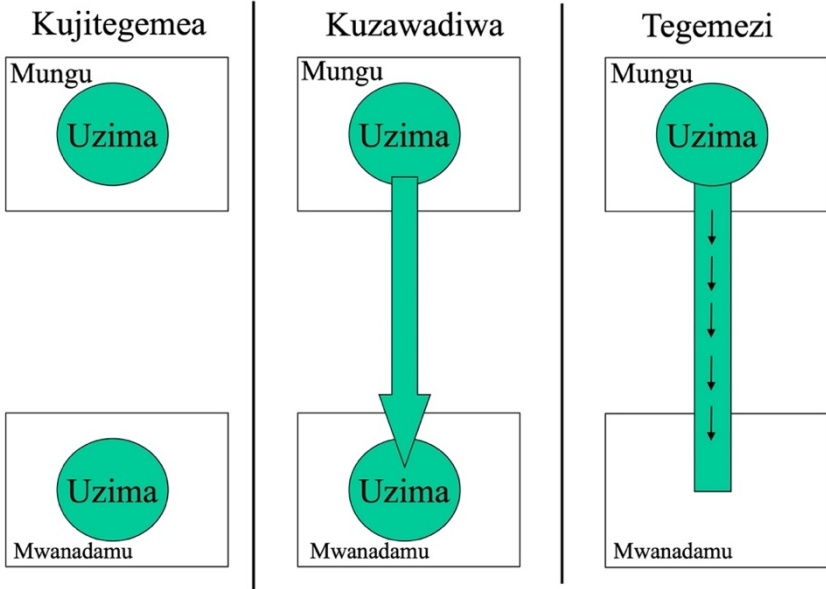 Kujitegemea
Mungu
Uzima
Uzima
Mwanadamu
Kuzawadiwa
Mungu
Uzima
Uzima
Mwanadamu
Tegemezi
Mungu
Uzima
Mwanadamu